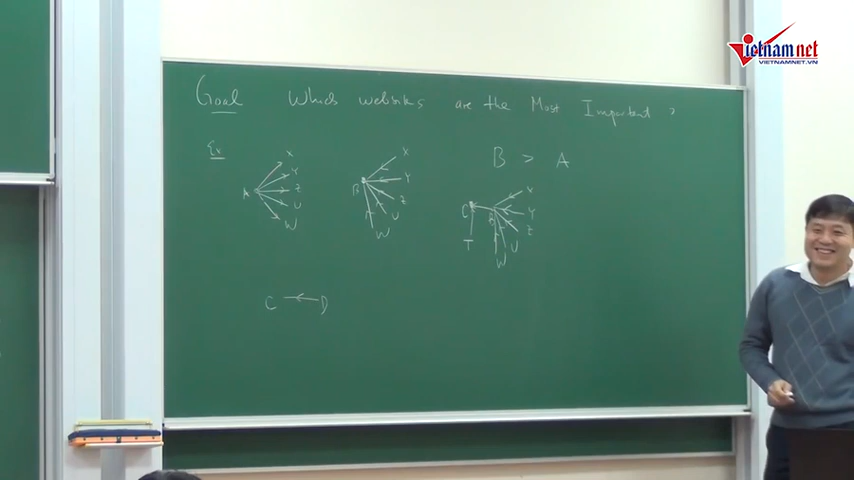 Vietnamnet
VIETNAMNET.VN
Goal Which weblinks are the Most Important ?
Ex
B > A
A X Y Z U W
B X Y Z U W
C T B X Y Z U W
C D